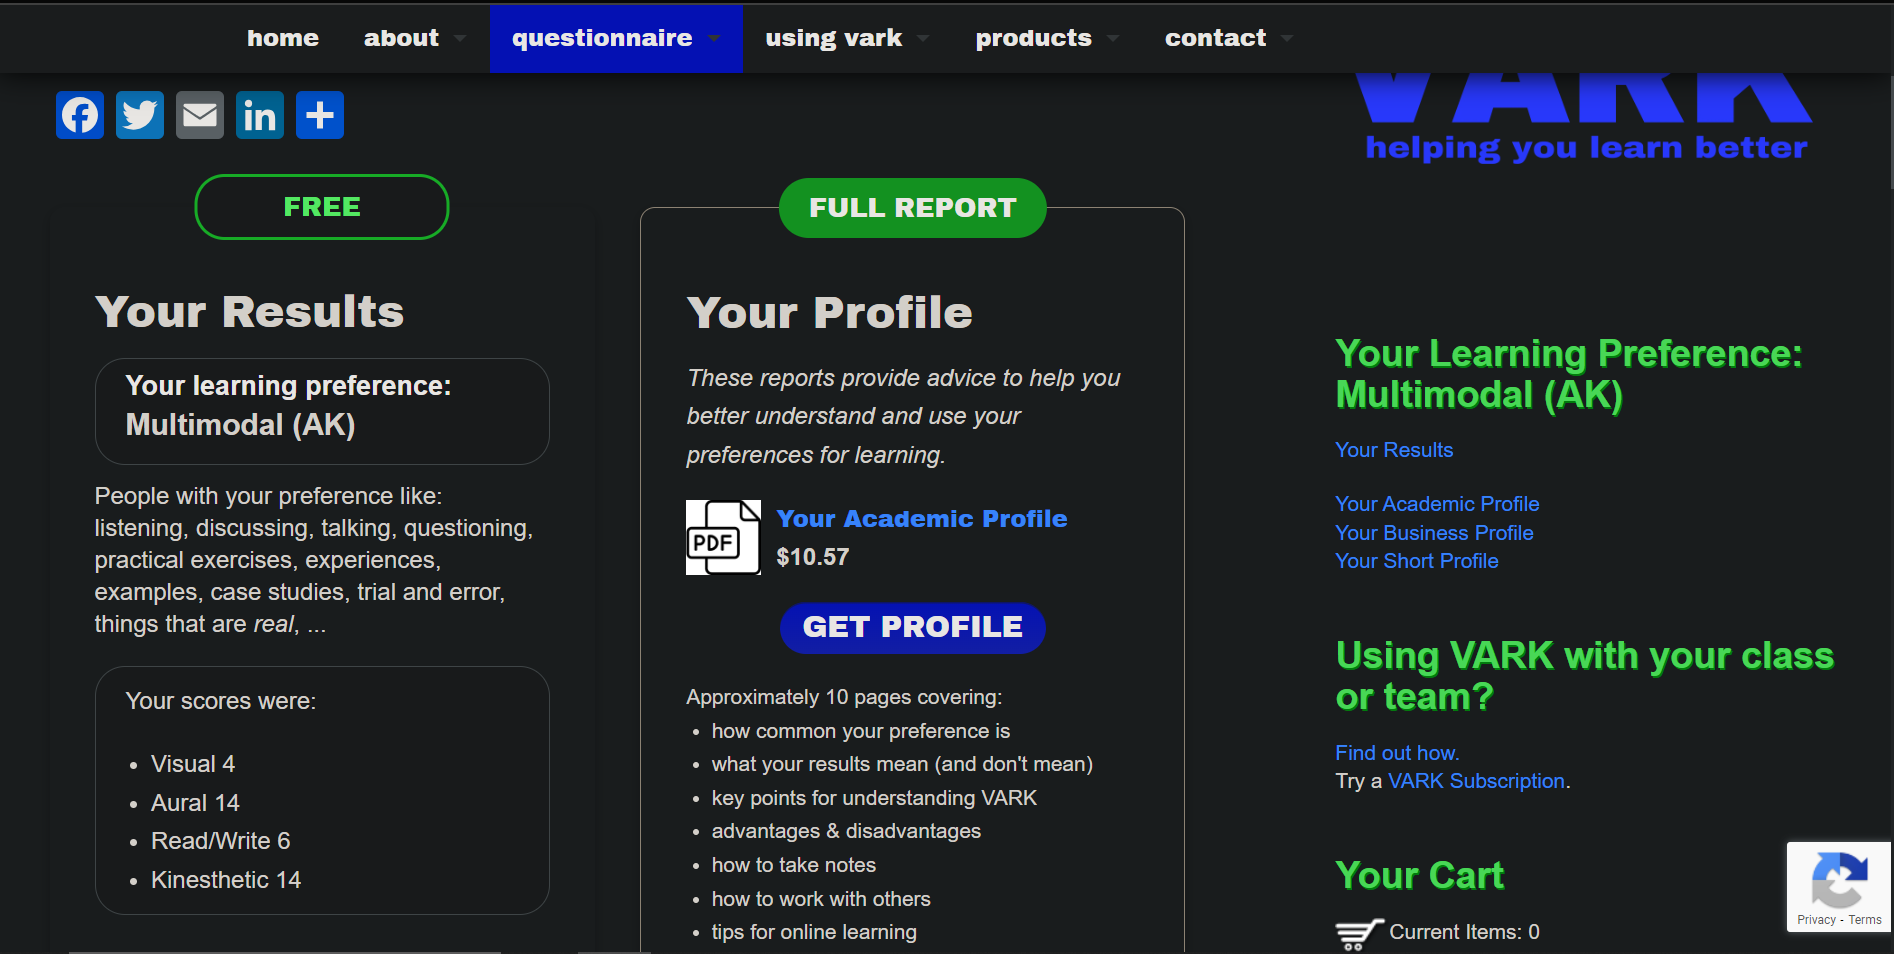 home about questionnaire using vark products contact
VARK
helping you learn better
FREE
Your Results
Your learning preference:
Multimodal (AK)
People with your preference like:
listening, discussing, talking, questioning,
practical exercises, experiences,
examples, case studies, trial and error,
things that are real, ...
Your scores were:
• Visual 4
• Aural 14
• Read/Write 6
• Kinesthetic 14
FULL REPORT
Your Profile
These reports provide advice to help you
better understand and use your
preferences for learning.
PDF
Your Academic Profile
$10.57
GET PROFILE
Approximately 10 pages covering:
• how common your preference is
• what your results mean (and don't mean)
• key points for understanding VARK
• advantages & disadvantages
• how to take notes
• how to work with others
• tips for online learning
Your Learning Preference:
Multimodal (AK)
Your Results
Your Academic Profile
Your Business Profile
Your Short Profile
Using VARK with your class
or team?
Find out how.
Try a VARK Subscription.
Your Cart
Current Items: 0
Privacy - Terms